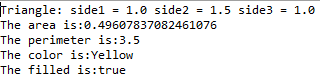 Triangle: side1 = 1.0 side2 = 1.5 side3 = 1.0
The area is:0.49607837082461076
The perimeter is:3.5
The color is:Yellow
The filled is:true